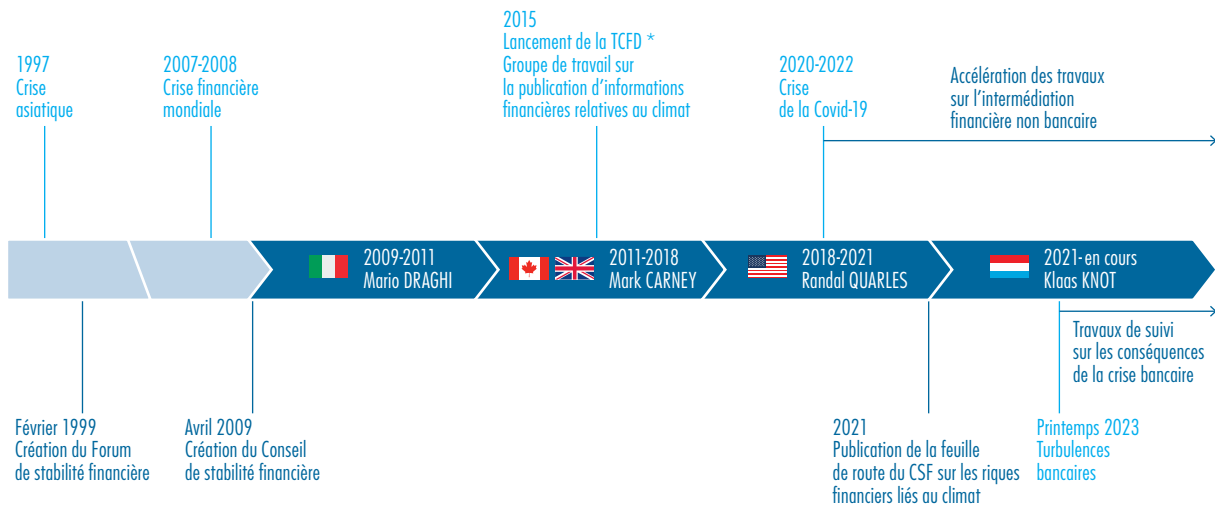 1997
Crise
asiatique
2007-2008
Crise financière
mondiale
2015
Lancement de la TCFD *
Groupe de travail sur
la publication d’informations
financières relatives au climat
2020-2022
Crise
de la Covid-19
Accélération des travaux
sur l’intermédiation
financière non bancaire
2009-2011
Mario DRAGHI
2011-2018
Mark CARNEY
2018-2021
Randal QUARLES
2021- en cours
Klaas KNOT
Travaux de suivi
sur les conséquences
de la crise bancaire
Février 1999
Création du Forum
de stabilité financière
Avril 2009
Création du Conseil
de stabilité financière
2021
Publication de la feuille
de route du CSF sur les riques
financiers liés au climat
Printemps 2023
Turbulences
bancaires